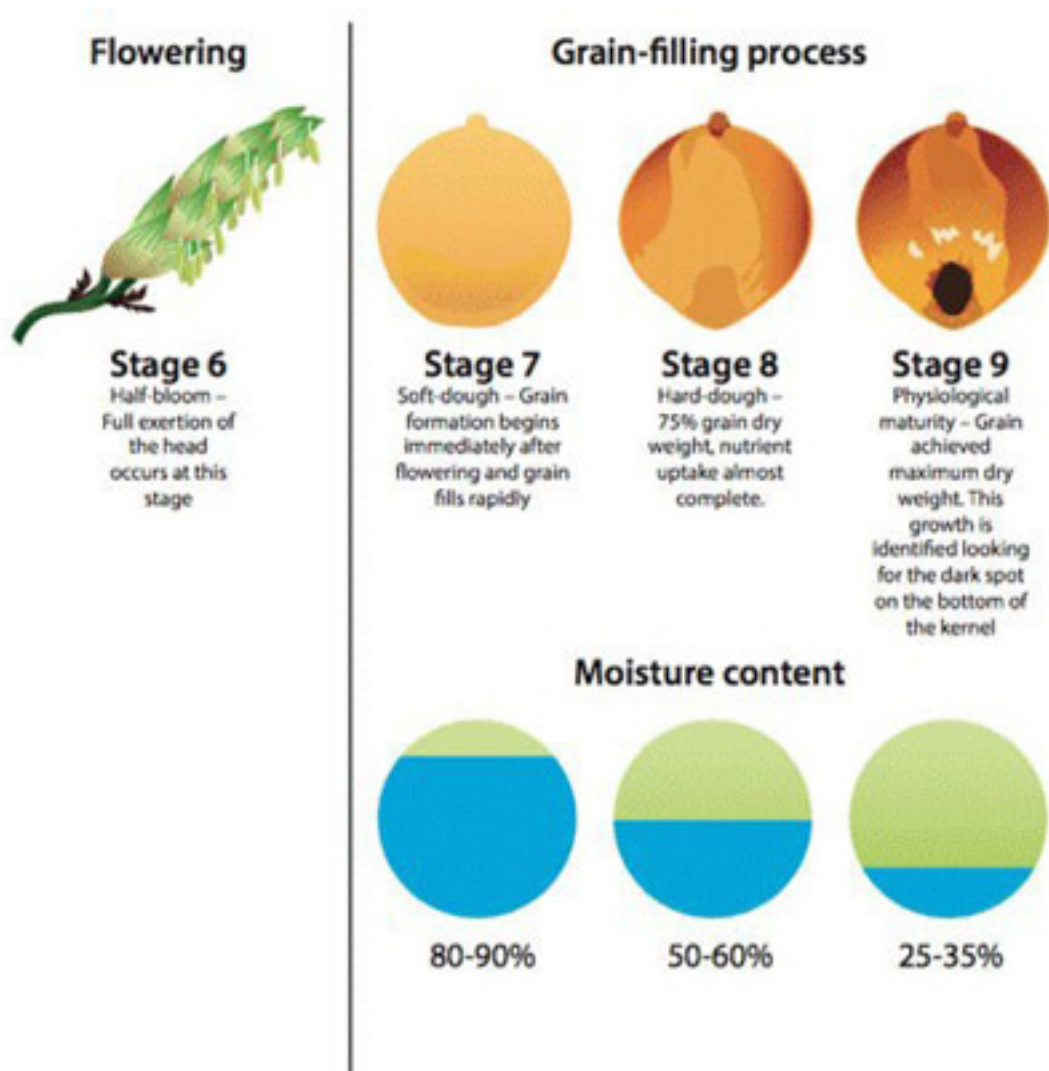 Flowering
Stage 6
Half-bloom –
Full exertion of
the head
occurs at this
stage
Grain-filling process
Stage 7
Soft-dough – Grain
formation begins
immediately after
flowering and grain
fills rapidly
Stage 8
Hard-dough –
75% grain dry
weight, nutrient
uptake almost
complete.
Stage 9
Physiological
maturity – Grain
achieved
maximum dry
weight. This
growth is
identified looking
for the dark spot
on the bottom of
the kernel
Moisture content
80-90%
50-60%
25-35%